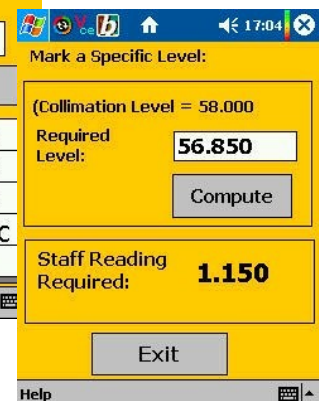 17:04
Mark a Specific Level:
(Collimation Level = 58.000
Required
Level:
56.850
Compute
Staff Reading
Required:
1.150
Exit
Help
C